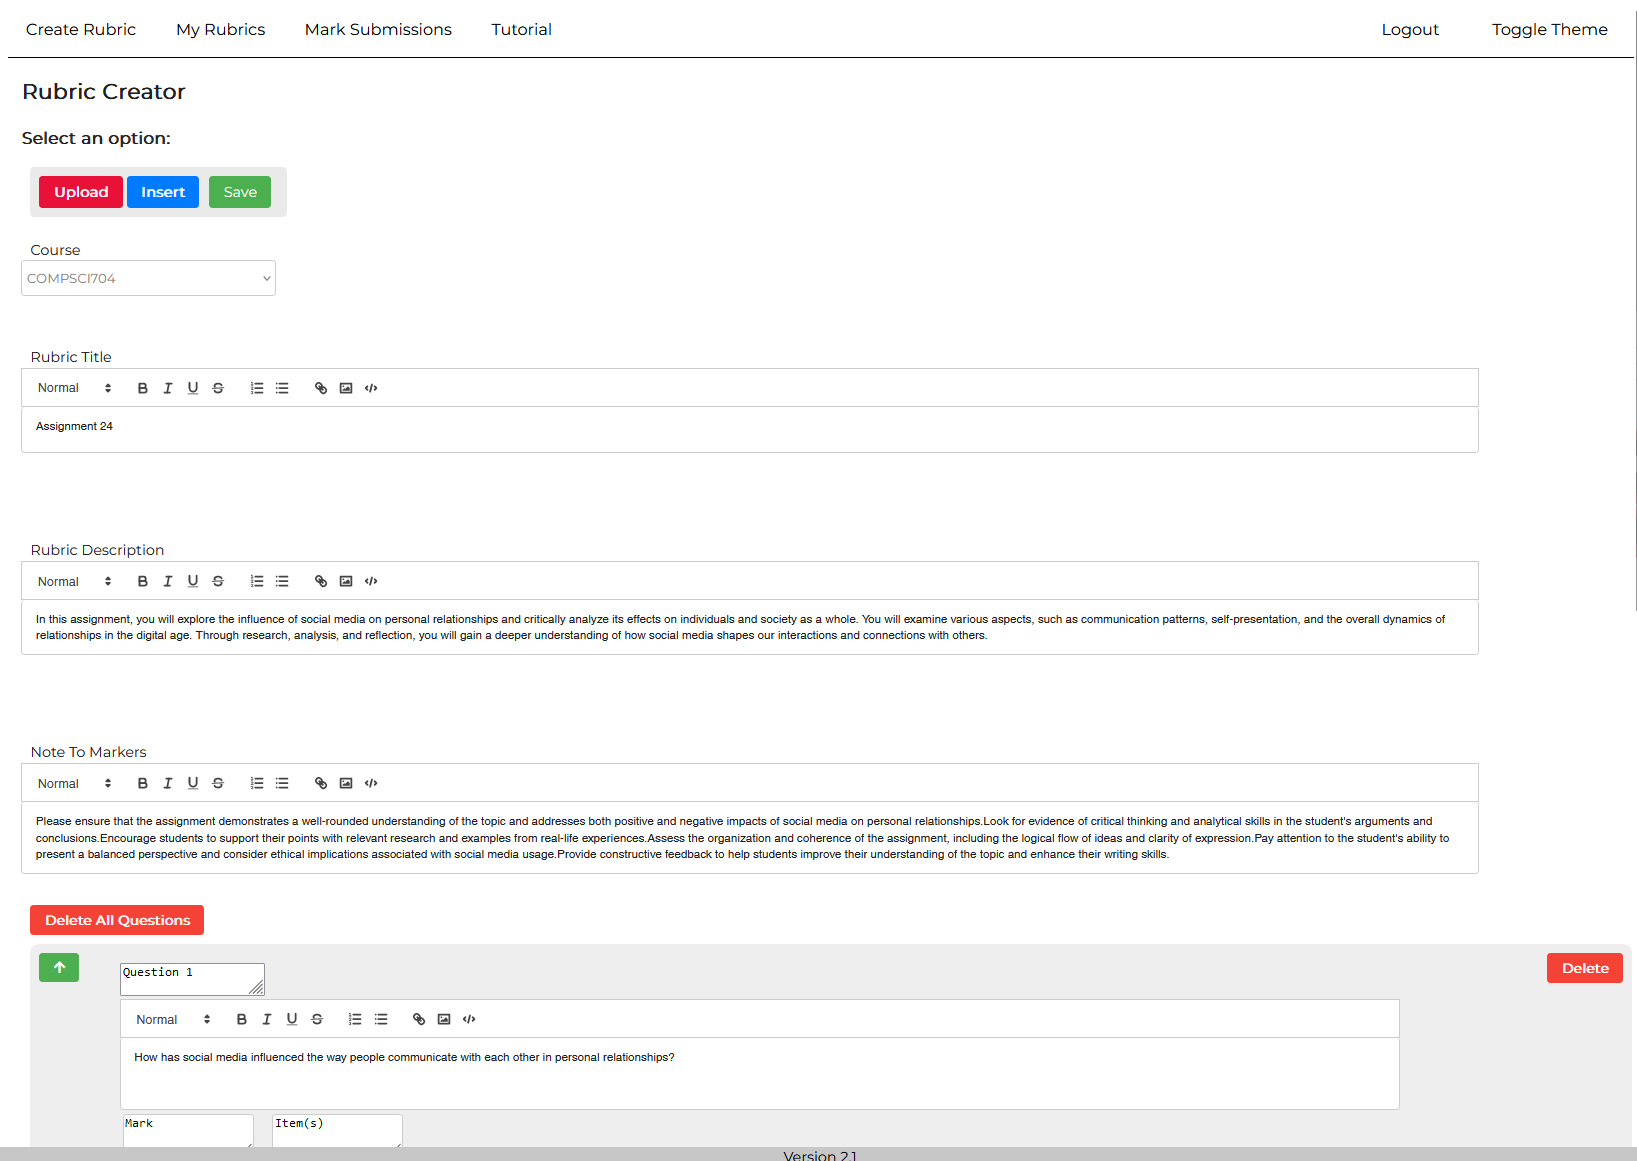 Create Rubric My Rubrics Mark Submissions Tutorial Logout Toggle Theme
Rubric Creator
Select an option:
Upload Insert Save
Course
COMPSCI704
Rubric Title
Normal
Assignment 24
Rubric Description
Normal
In this assignment, you will explore the influence of social media on personal relationships and critically analyze its effects on individuals and society as a whole. You will examine various aspects, such as communication patterns, self-presentation, and the overall dynamics of
relationships in the digital age. Through research, analysis, and reflection, you will gain a deeper understanding of how social media shapes our interactions and connections with others.
Note To Markers
Normal
Please ensure that the assignment demonstrates a well-rounded understanding of the topic and addresses both positive and negative impacts of social media on personal relationships.Look for evidence of critical thinking and analytical skills in the student's arguments and
conclusions.Encourage students to support their points with relevant research and examples from real-life experiences.Assess the organization and coherence of the assignment, including the logical flow of ideas and clarity of expression.Pay attention to the student's ability to
present a balanced perspective and consider ethical implications associated with social media usage.Provide constructive feedback to help students improve their understanding of the topic and enhance their writing skills.
Delete All Questions
Question 1
Delete
Normal
How has social media influenced the way people communicate with each other in personal relationships?
Mark Item(s)
Version 2.1